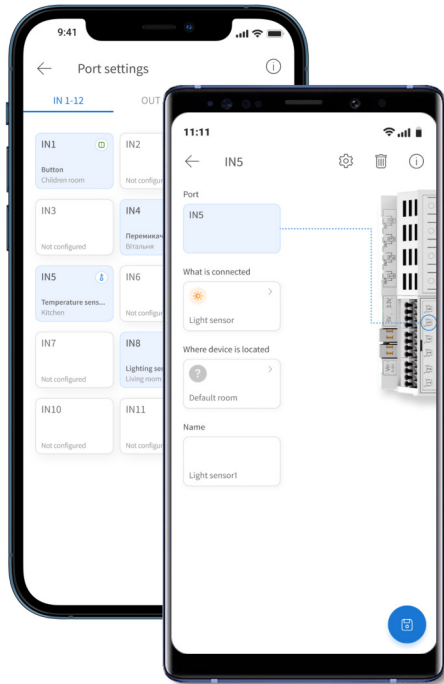 9:41
Port settings
IN 1-12
OUT
IN1
IN2
Button
Children room
Not configu
IN3
IN4
Not configured
Перемикач
Вітальня
IN5
IN6
Temperature sens...
Kitchen
Not configu
IN7
IN8
Not configured
Lighting se
Living room
IN10
IN11
Not configured
Not configu
11:11
IN5
Port
IN5
What is connected
Light sensor
Where device is located
?
Default room
Name
Light sensor1